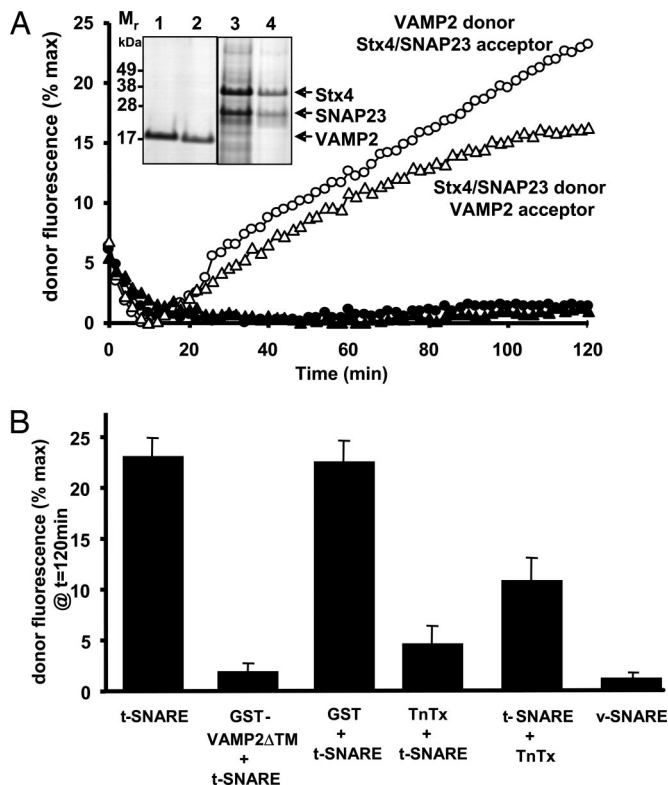 A
Mr 1 2 3 4
kDa
49
38
28
17
Stx4
SNAP23
VAMP2
VAMP2 donor
Stx4/SNAP23 acceptor
Stx4/SNAP23 donor
VAMP2 acceptor
donor fluorescence (% max)
25
20
15
10
5
0
0 20 40 60 80 100 120
Time (min)
B
donor fluorescence (% max)
@ t=120min
25
20
15
10
5
0
t-SNARE
GST-
VAMP2ΔTM
+
t-SNARE
GST
+
t-SNARE
TnTx
+
t-SNARE
t-SNARE
+
TnTx
v-SNARE